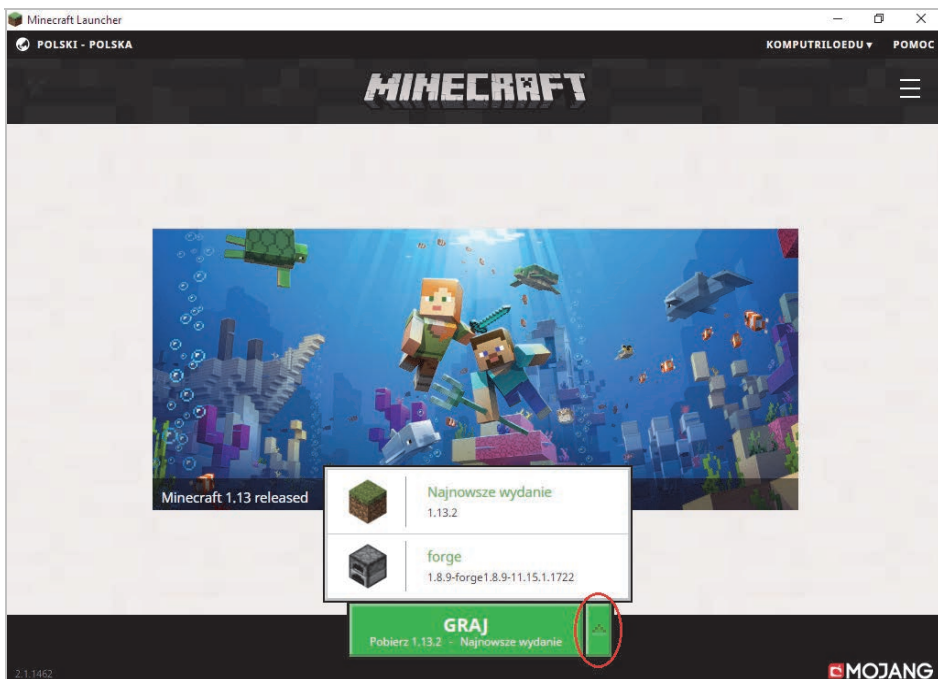 Minecraft Launcher
POLSKI - POLSKA
KOMPUTRILOEDU ▾ POMOC
MINECRAFT
Minecraft 1.13 released
Najnowsze wydanie
1.13.2
forge
1.8.9-forge1.8.9-11.15.1.1722
GRAJ
Pobierz 1.13.2 - Najnowsze wydanie
2.1.1462
MOJANG